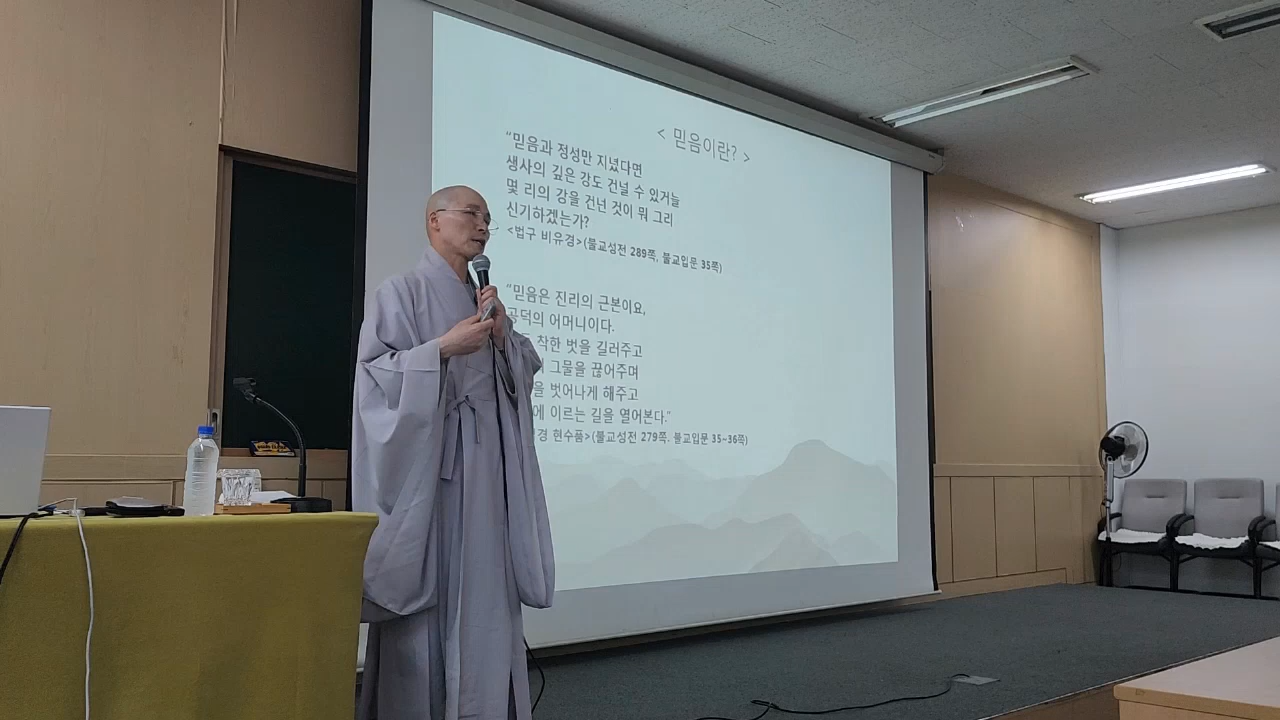 < 믿음이란? >
“믿음과 정성만 지녔다면
생사의 깊은 강도 건널 수 있거늘
몇 리의 강을 건넌 것이 뭐 그리
신기하겠는가?
<법구 비유경>(불교성전 289쪽, 불교입문 35쪽)
“믿음은 진리의 근본이요,
공덕의 어머니이다.
착한 벗을 길러주고
그물을 끊어주며
을 벗어나게 해주고
에 이르는 길을 열어본다.”
경 현수품>(불교성전 279쪽. 불교입문 35~36쪽)